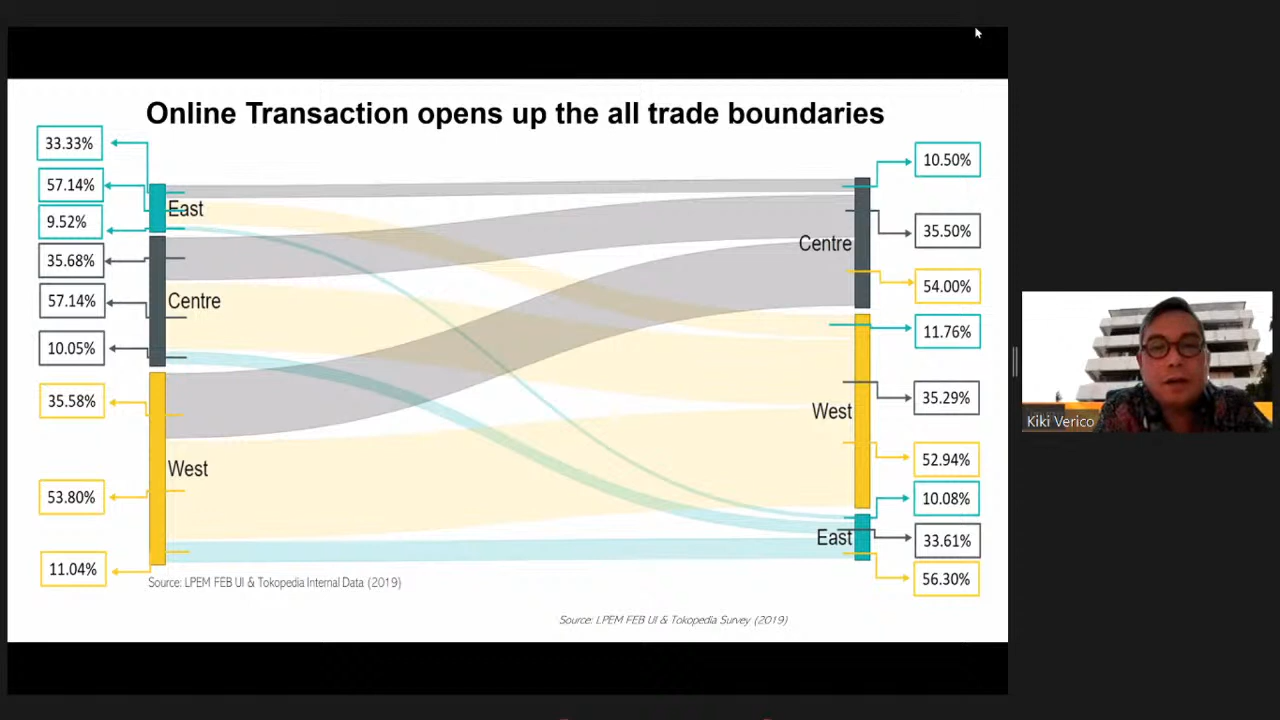 Online Transaction opens up the all trade boundaries
33.33%
57.14%
9.52%
35.68%
57.14%
10.05%
35.58%
53.80%
11.04%
East
Centre
West
Centre
West
East
10.50%
35.50%
54.00%
11.76%
35.29%
52.94%
10.08%
33.61%
56.30%
Source: LPEM FEB UI & Tokopedia Internal Data (2019)
Source: LPEM FEB UI & Tokopedia Survey (2019)
Kiki Verico